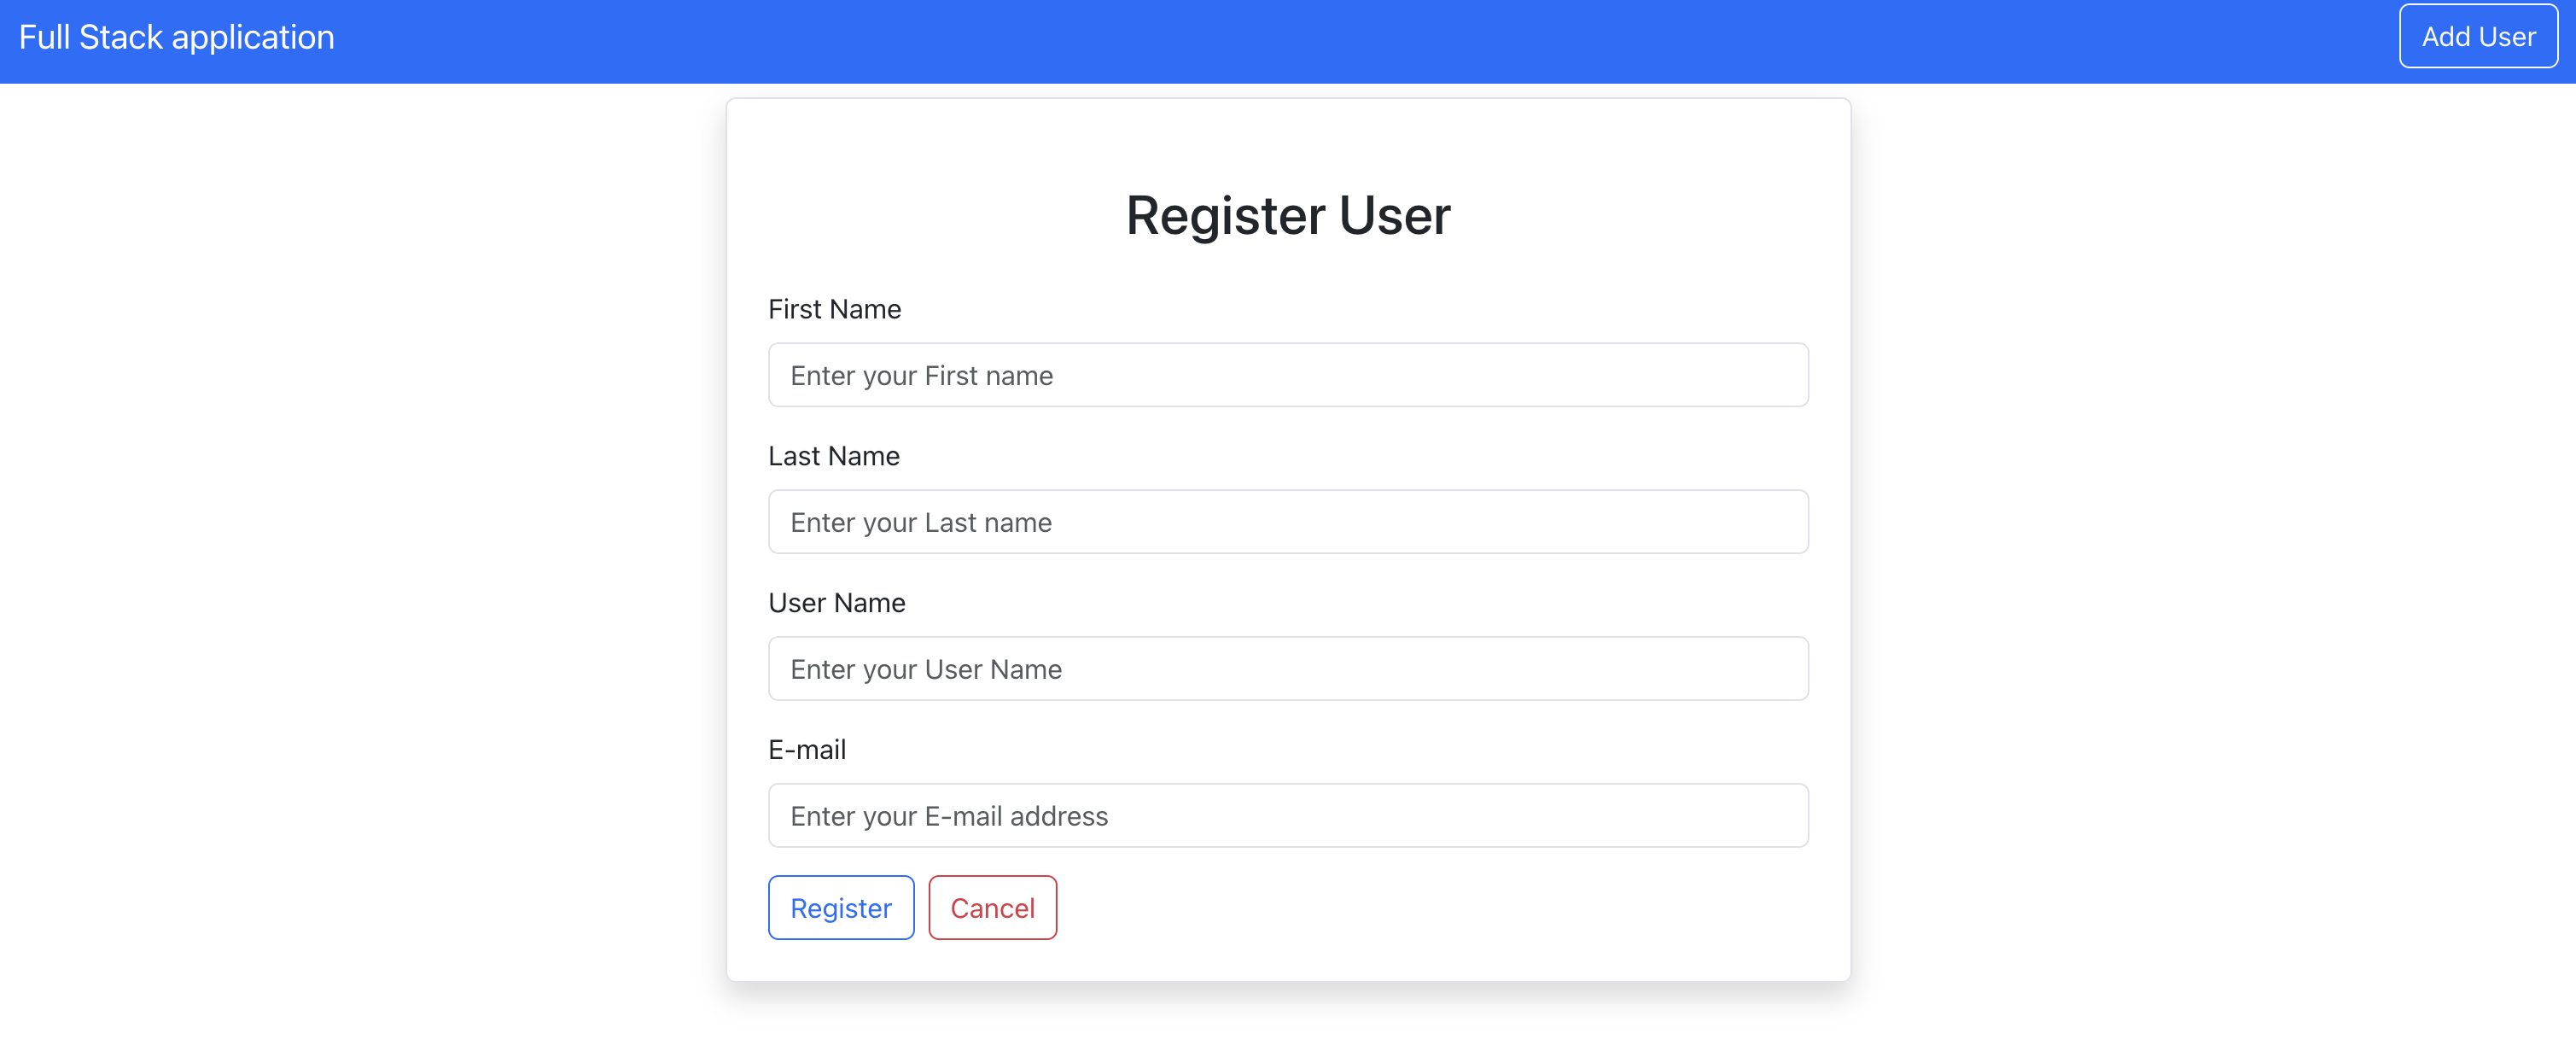 Full Stack application
Add User
Register User
First Name
Enter your First name
Last Name
Enter your Last name
User Name
Enter your User Name
E-mail
Enter your E-mail address
Register
Cancel